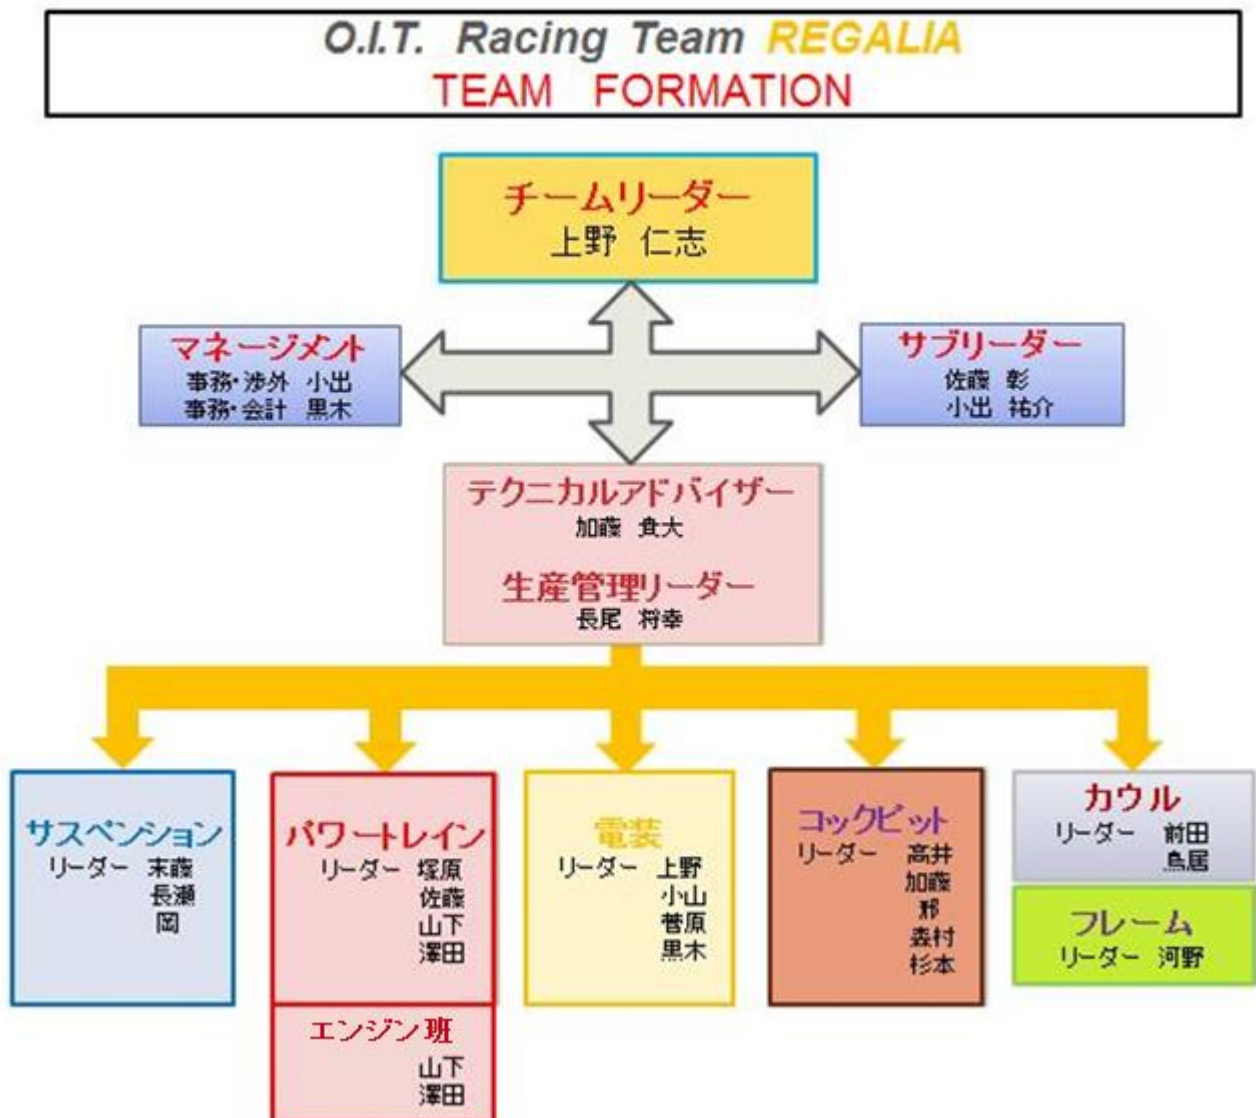 O.I.T. Racing Team REGALIA
TEAM FORMATION
チームリーダー
上野 仁志
マネージメント
事務・渉外 小出
事務・会計 黒木
サブリーダー
佐藤 彰
小出 祐介
テクニカルアドバイザー
加藤 貴大
生産管理リーダー
長尾 将幸
サスペンション
リーダー 末藤
長瀬
岡
パワートレイン
リーダー 塚原
佐藤
山下
澤田
エンジン班
山下
澤田
電装
リーダー 上野
小山
菅原
黒木
コックピット
リーダー 高井
加藤
邢
森村
杉本
カウル
リーダー 前田
鳥居
フレーム
リーダー 河野